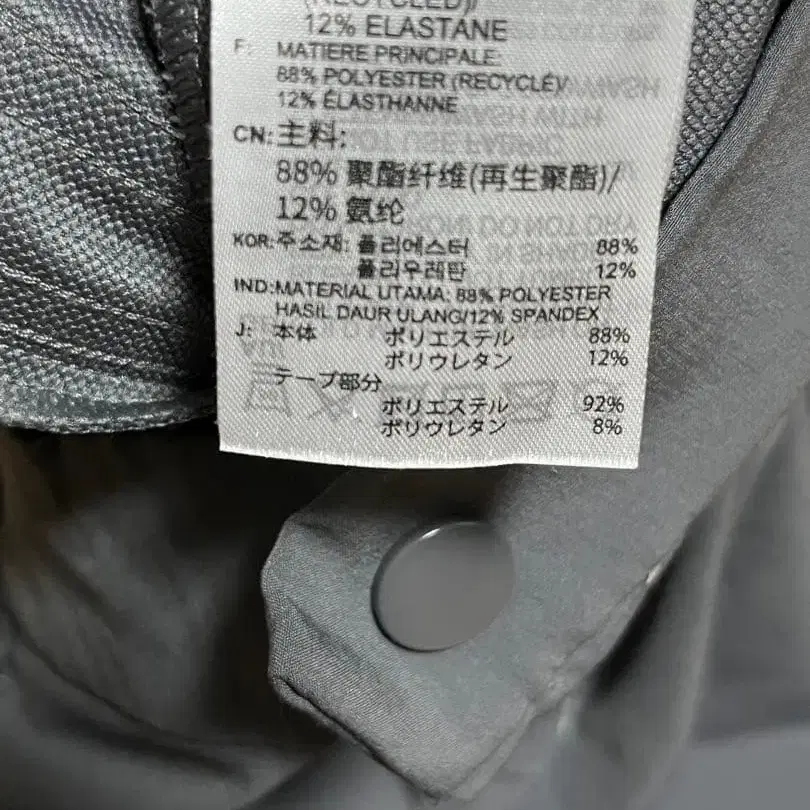 (RECYCLED)/
12% ELASTANE
F: MATIERE PRINCIPALE:
88% POLYESTER (RECYCLÉ)/
12% ÉLASTHANNE
CN: 主料:
88% 聚酯纤维(再生聚酯)/
12% 氨纶
KOR: 주소재: 폴리에스터 88%
폴리우레탄 12%
IND: MATERIAL UTAMA: 88% POLYESTER
HASIL DAUR ULANG/12% SPANDEX
J: 本体 ポリエステル 88%
ポリウレタン 12%
テープ部分
ポリエステル 92%
ポリウレタン 8%